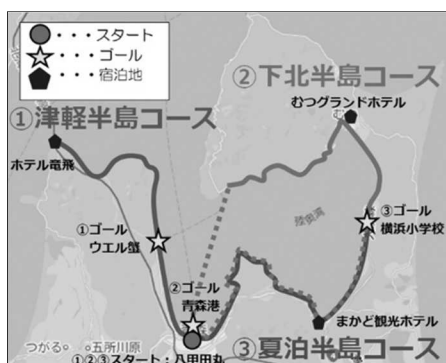 ・・・スタート
・・・ゴール
・・・宿泊地
②下北半島コース
むつグランドホテル
む
①津軽半島コース
ホテル竜飛
③ゴール
横浜小学校
陸奥湾
①ゴール
ウエル蟹
②ゴール
青森港
まかど観光ホテル
つがる
五所川原
①②③スタート：八甲田丸
③夏泊半島コース